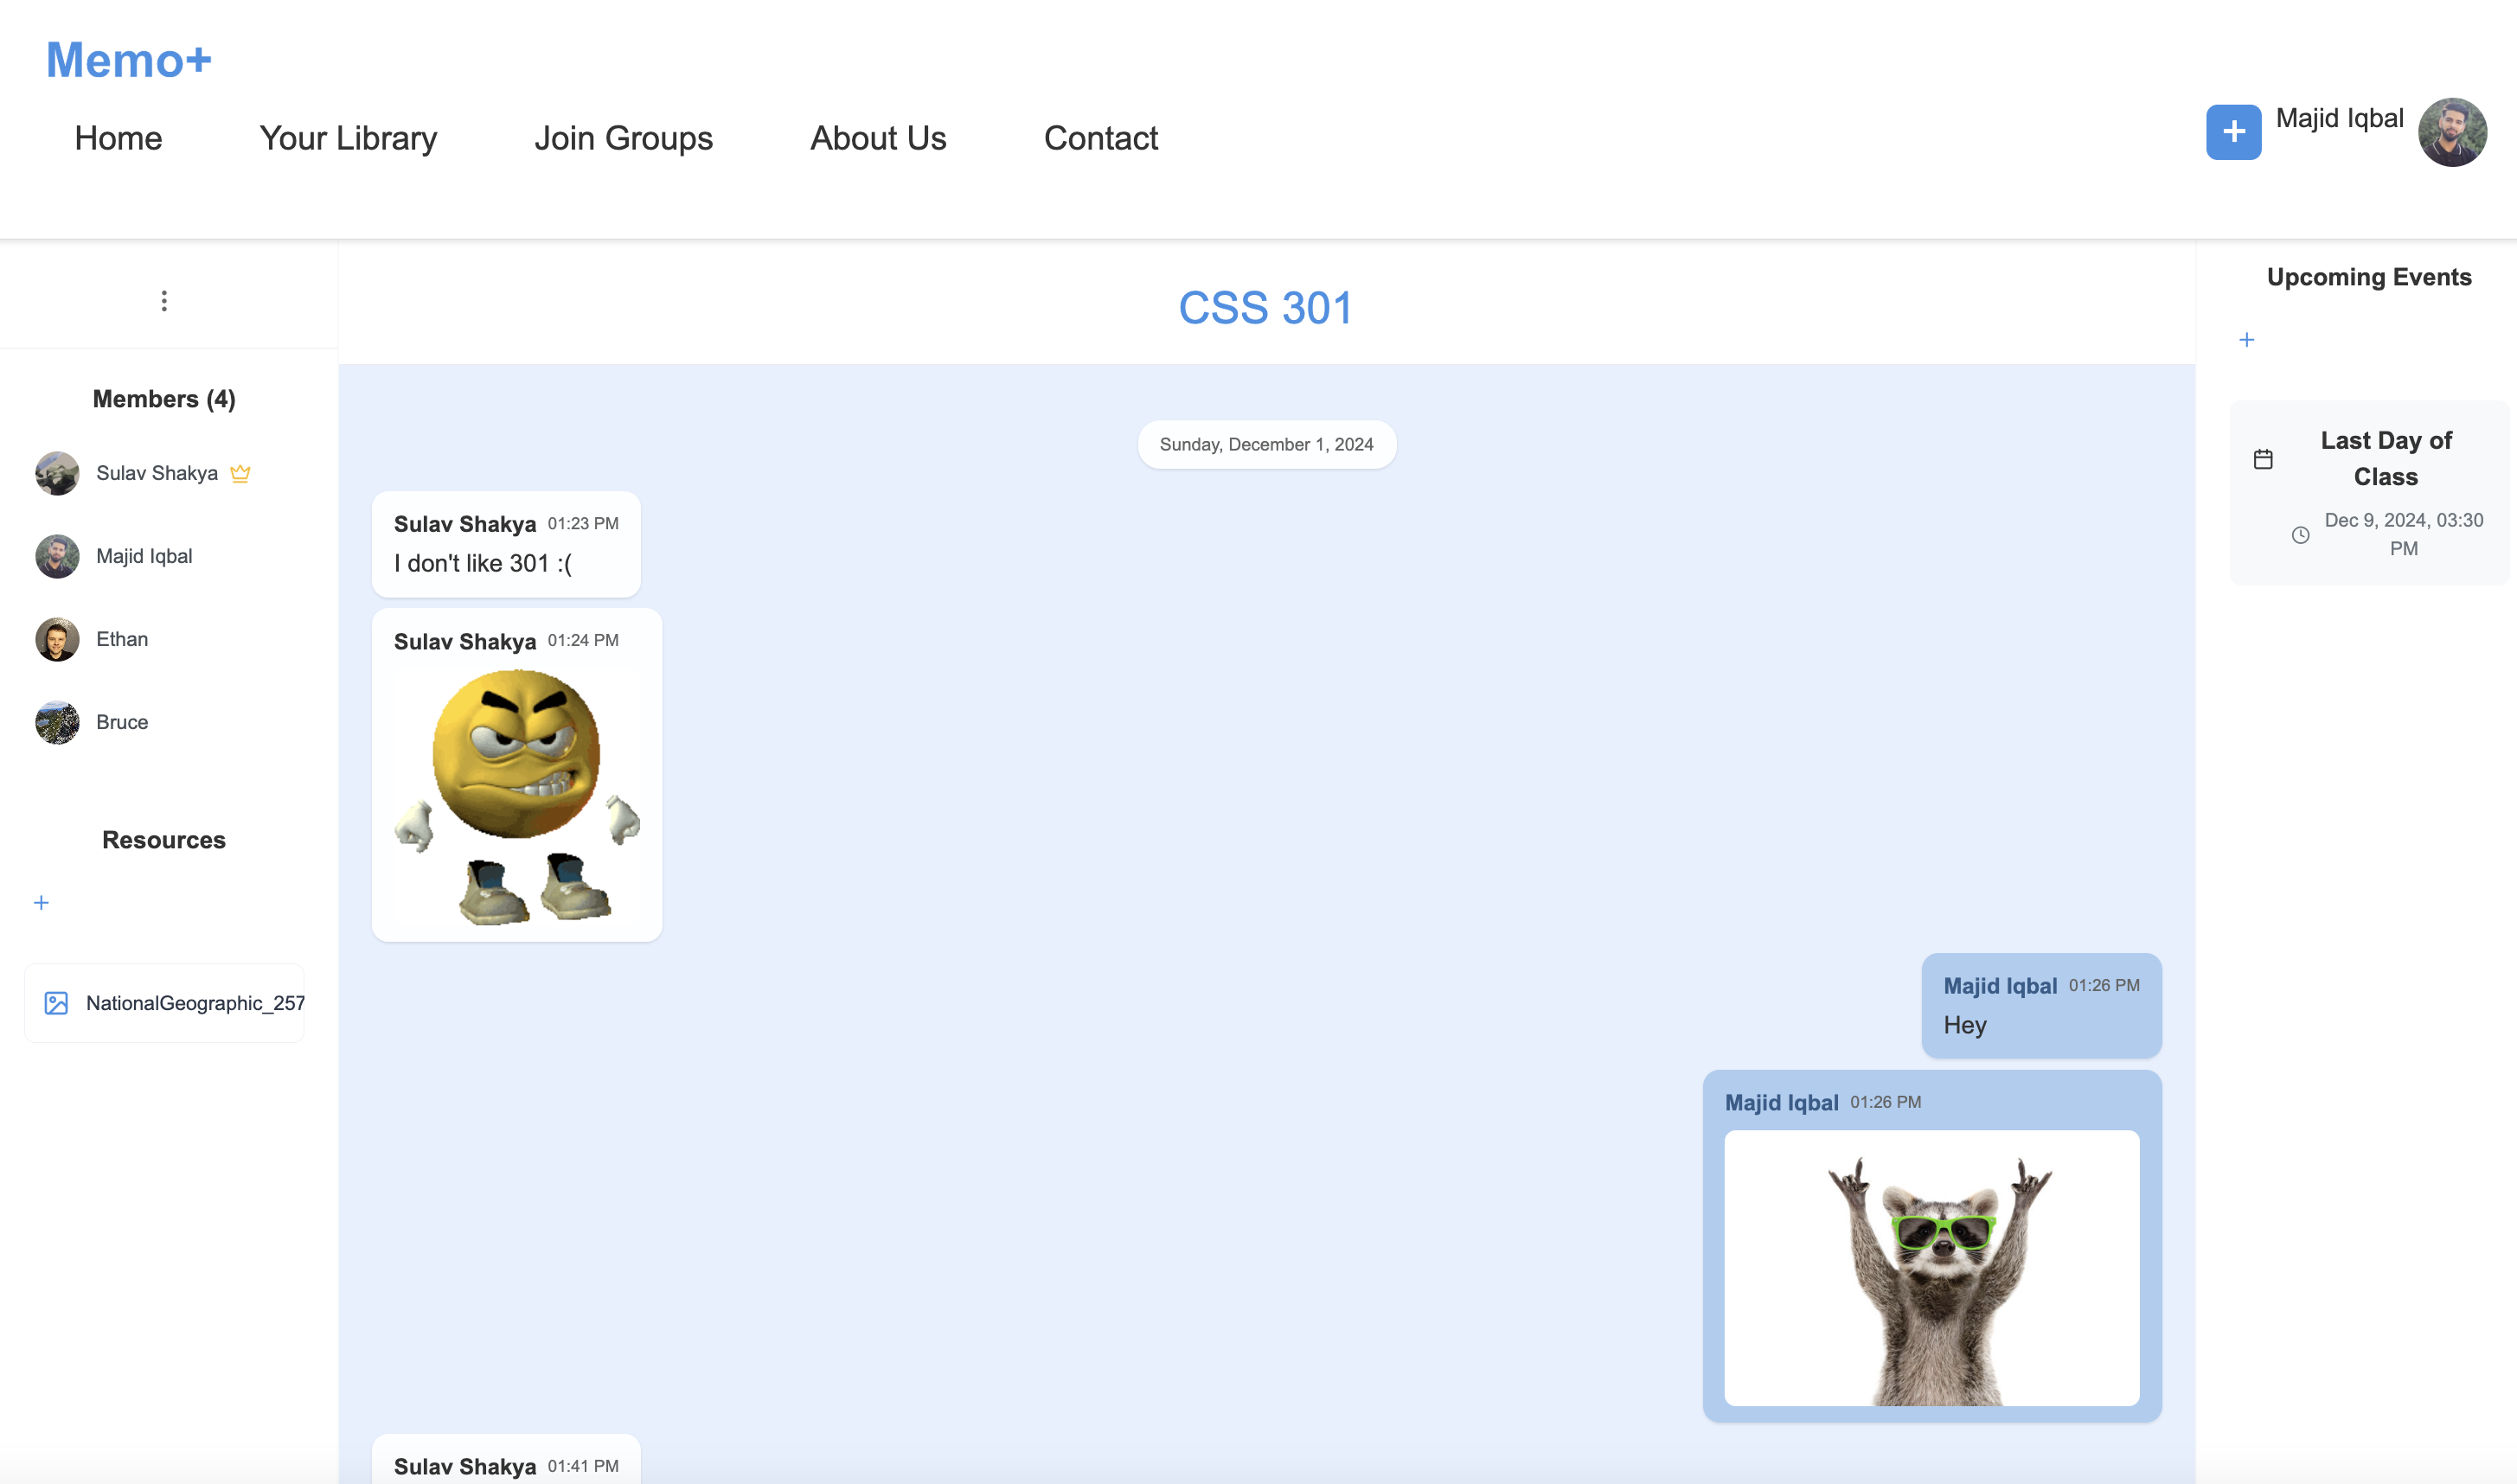 Memo+
Home Your Library Join Groups About Us Contact
Majid Iqbal
CSS 301
Members (4)
Sulav Shakya
Majid Iqbal
Ethan
Bruce
Resources
NationalGeographic_257
Sunday, December 1, 2024
Sulav Shakya 01:23 PM
I don't like 301 :(
Sulav Shakya 01:24 PM
Majid Iqbal 01:26 PM
Hey
Majid Iqbal 01:26 PM
Sulav Shakya 01:41 PM
Upcoming Events
Last Day of
Class
Dec 9, 2024, 03:30
PM